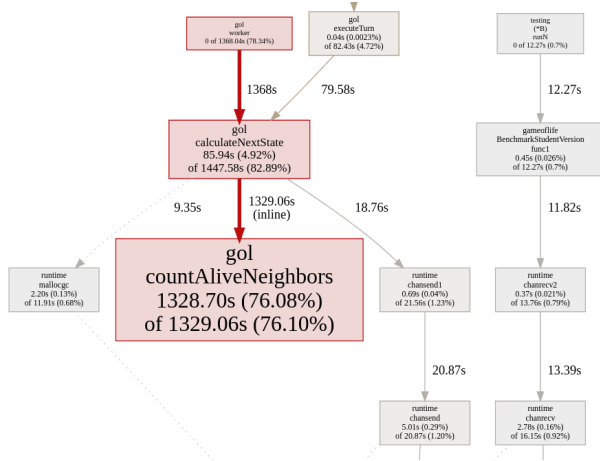 gol
worker
0 of 1368.04s (78.34%)
gol
executeTurn
0.04s (0.0023%)
of 82.43s (4.72%)
testing
(*B)
runN
0 of 12.27s (0.7%)
1368s
79.58s
12.27s
gol
calculateNextState
85.94s (4.92%)
of 1447.58s (82.89%)
gameoflife
BenchmarkStudentVersion
func1
0.45s (0.026%)
of 12.27s (0.7%)
9.35s
1329.06s
(inline)
18.76s
11.82s
gol
countAliveNeighbors
1328.70s (76.08%)
of 1329.06s (76.10%)
runtime
mallocgc
2.20s (0.13%)
of 11.91s (0.68%)
runtime
chansend1
0.69s (0.04%)
of 21.56s (1.23%)
runtime
chanrecv2
0.37s (0.021%)
of 13.76s (0.79%)
20.87s
13.39s
runtime
chansend
5.01s (0.29%)
of 20.87s (1.20%)
runtime
chanrecv
2.78s (0.16%)
of 16.15s (0.92%)